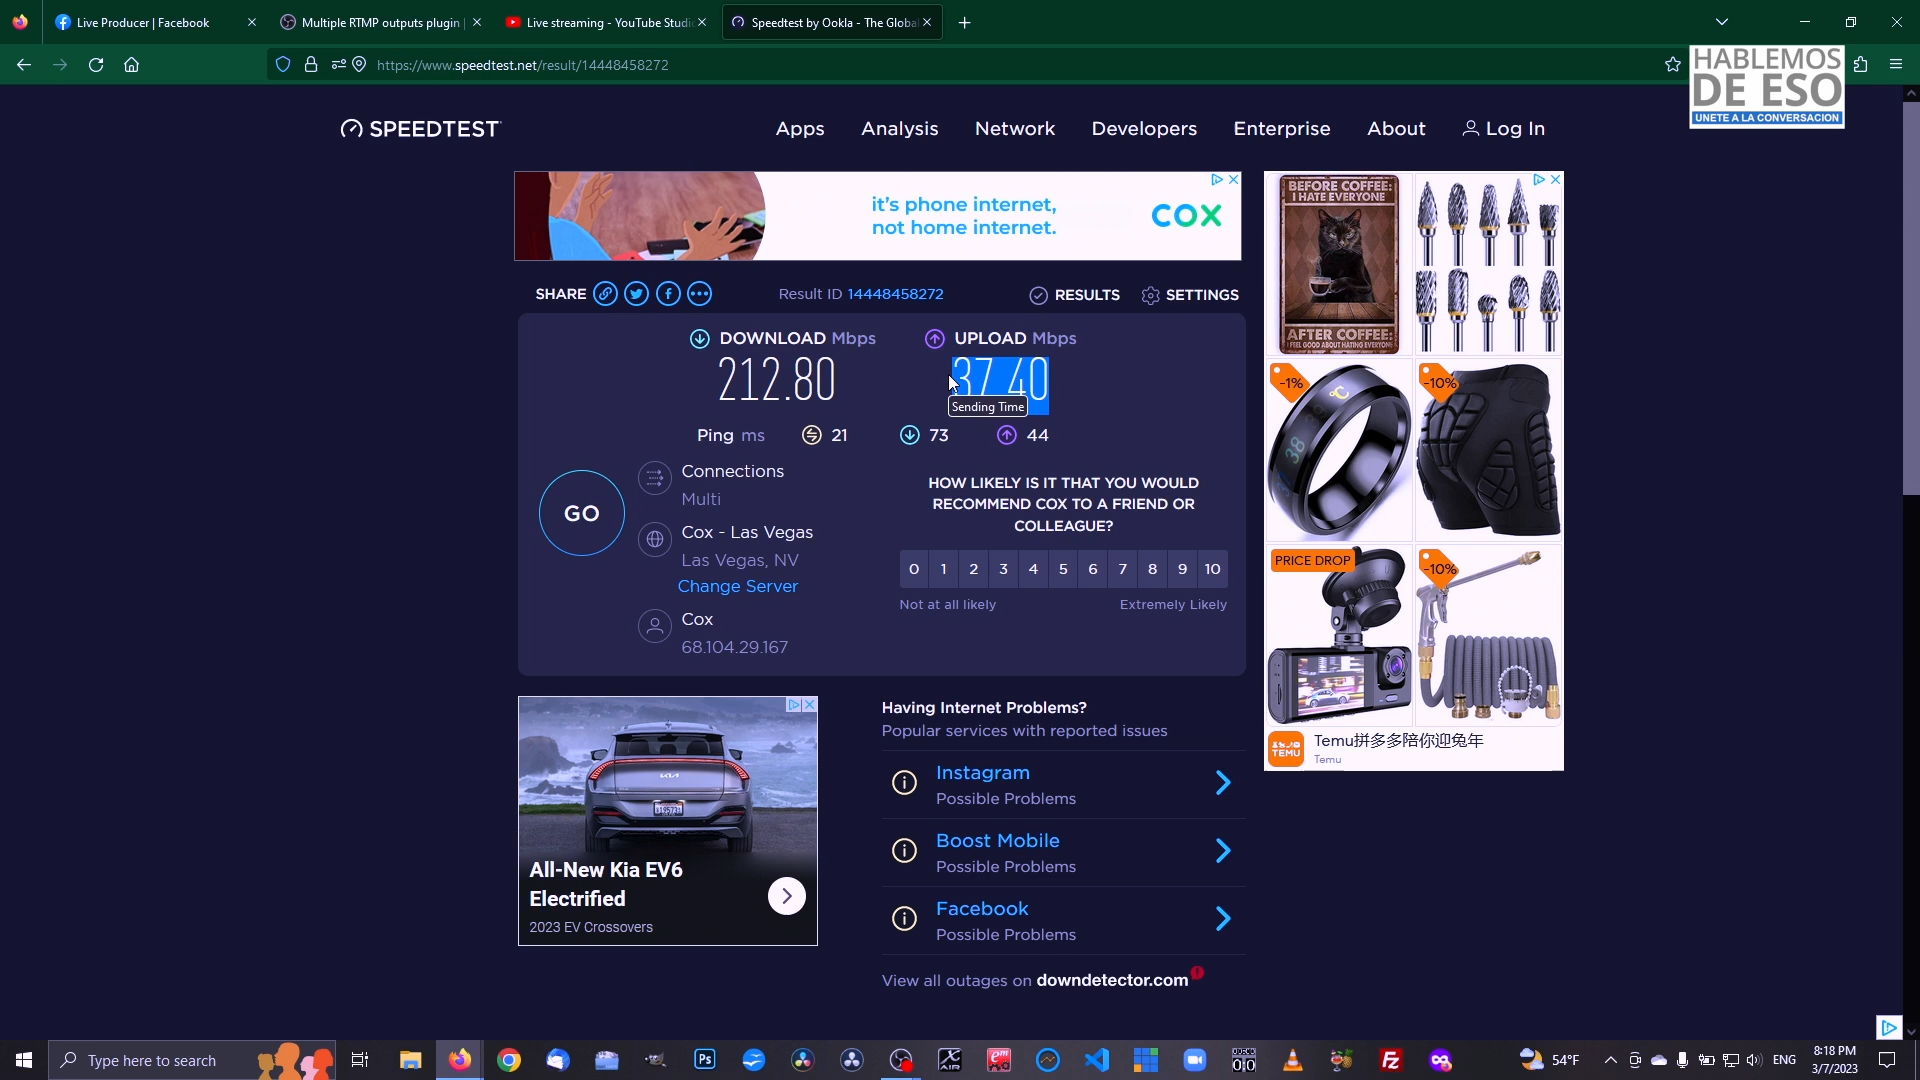 Live Producer | Facebook
Multiple RTMP outputs plugin |
Live streaming - YouTube Studio
Speedtest by Ookla - The Global
https://www.speedtest.net/result/14448458272
HABLEMOS
DE ESO
UNETE A LA CONVERSACION
SPEEDTEST
Apps
Analysis
Network
Developers
Enterprise
About
Log In
it's phone internet,
not home internet.
COX
BEFORE COFFEE:
I HATE EVERYONE
AFTER COFFEE:
I FEEL GOOD ABOUT HATING EVERYONE
SHARE
Result ID 14448458272
RESULTS
SETTINGS
DOWNLOAD Mbps
212.80
UPLOAD Mbps
37.40
Sending Time
Ping ms
21
73
44
GO
Connections
Multi
Cox - Las Vegas
Las Vegas, NV
Change Server
Cox
68.104.29.167
HOW LIKELY IS IT THAT YOU WOULD
RECOMMEND COX TO A FRIEND OR
COLLEAGUE?
0 1 2 3 4 5 6 7 8 9 10
Not at all likely
Extremely Likely
-1%
-10%
PRICE DROP
-10%
TEMU
Temu拼多多陪你迎兔年
Temu
All-New Kia EV6
Electrified
2023 EV Crossovers
Having Internet Problems?
Popular services with reported issues
Instagram
Possible Problems
Boost Mobile
Possible Problems
Facebook
Possible Problems
View all outages on downdetector.com
Type here to search
Ps
54°F
ENG
8:18 PM
3/7/2023